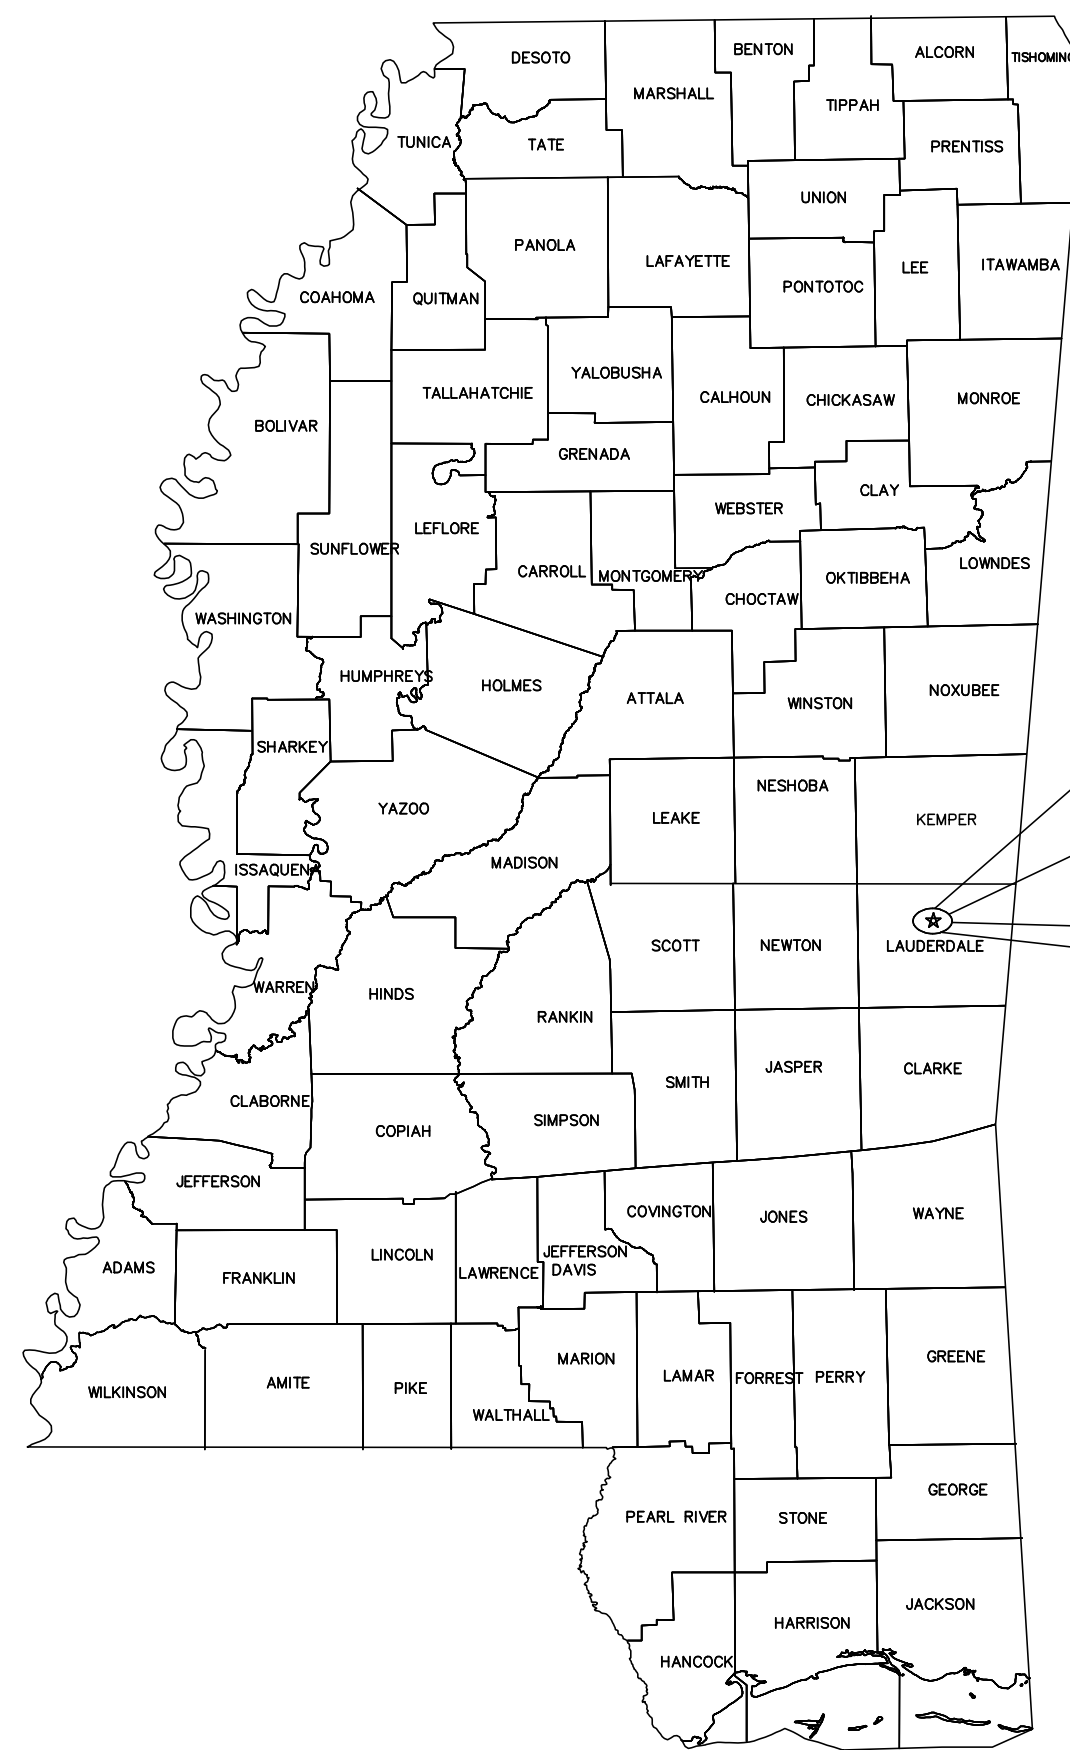 DESOTO
BENTON
ALCORN
TISHOMING
MARSHALL
TIPPAH
TUNICA
TATE
PRENTISS
UNION
PANOLA
LAFAYETTE
LEE
ITAWAMBA
COAHOMA
QUITMAN
PONTOTOC
YALOBUSHA
TALLAHATCHIE
CALHOUN
CHICKASAW
MONROE
BOLIVAR
GRENADA
CLAY
WEBSTER
LEFLORE
SUNFLOWER
CARROLL
MONTGOMERY
OKTIBBEHA
LOWNDES
CHOCTAW
WASHINGTON
HUMPHREYS
HOLMES
ATTALA
WINSTON
NOXUBEE
SHARKEY
NESHOBA
YAZOO
LEAKE
KEMPER
ISSAQUENA
MADISON
SCOTT
NEWTON
LAUDERDALE
WARREN
HINDS
RANKIN
SMITH
JASPER
CLARKE
CLABORNE
COPIAH
SIMPSON
JEFFERSON
COVINGTON
JONES
WAYNE
ADAMS
FRANKLIN
LINCOLN
LAWRENCE
JEFFERSON
DAVIS
WILKINSON
AMITE
PIKE
WALTHALL
MARION
LAMAR
FORREST
PERRY
GREENE
PEARL RIVER
STONE
GEORGE
HANCOCK
HARRISON
JACKSON